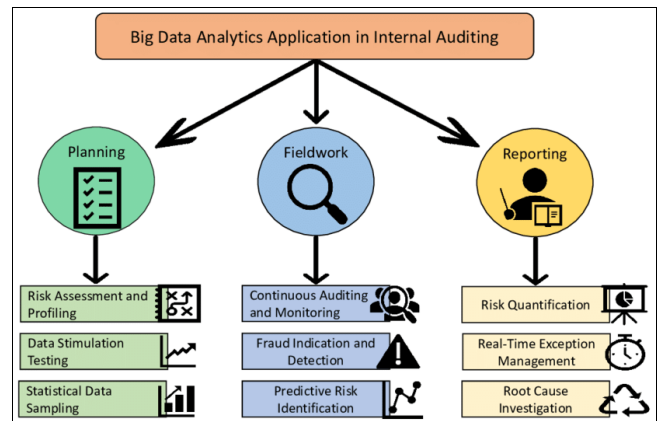 Big Data Analytics Application in Internal Auditing
Planning
Fieldwork
Reporting
Risk Assessment and
Profiling
Data Stimulation
Testing
Statistical Data
Sampling
Continuous Auditing
and Monitoring
Fraud Indication and
Detection
Predictive Risk
Identification
Risk Quantification
Real-Time Exception
Management
Root Cause
Investigation